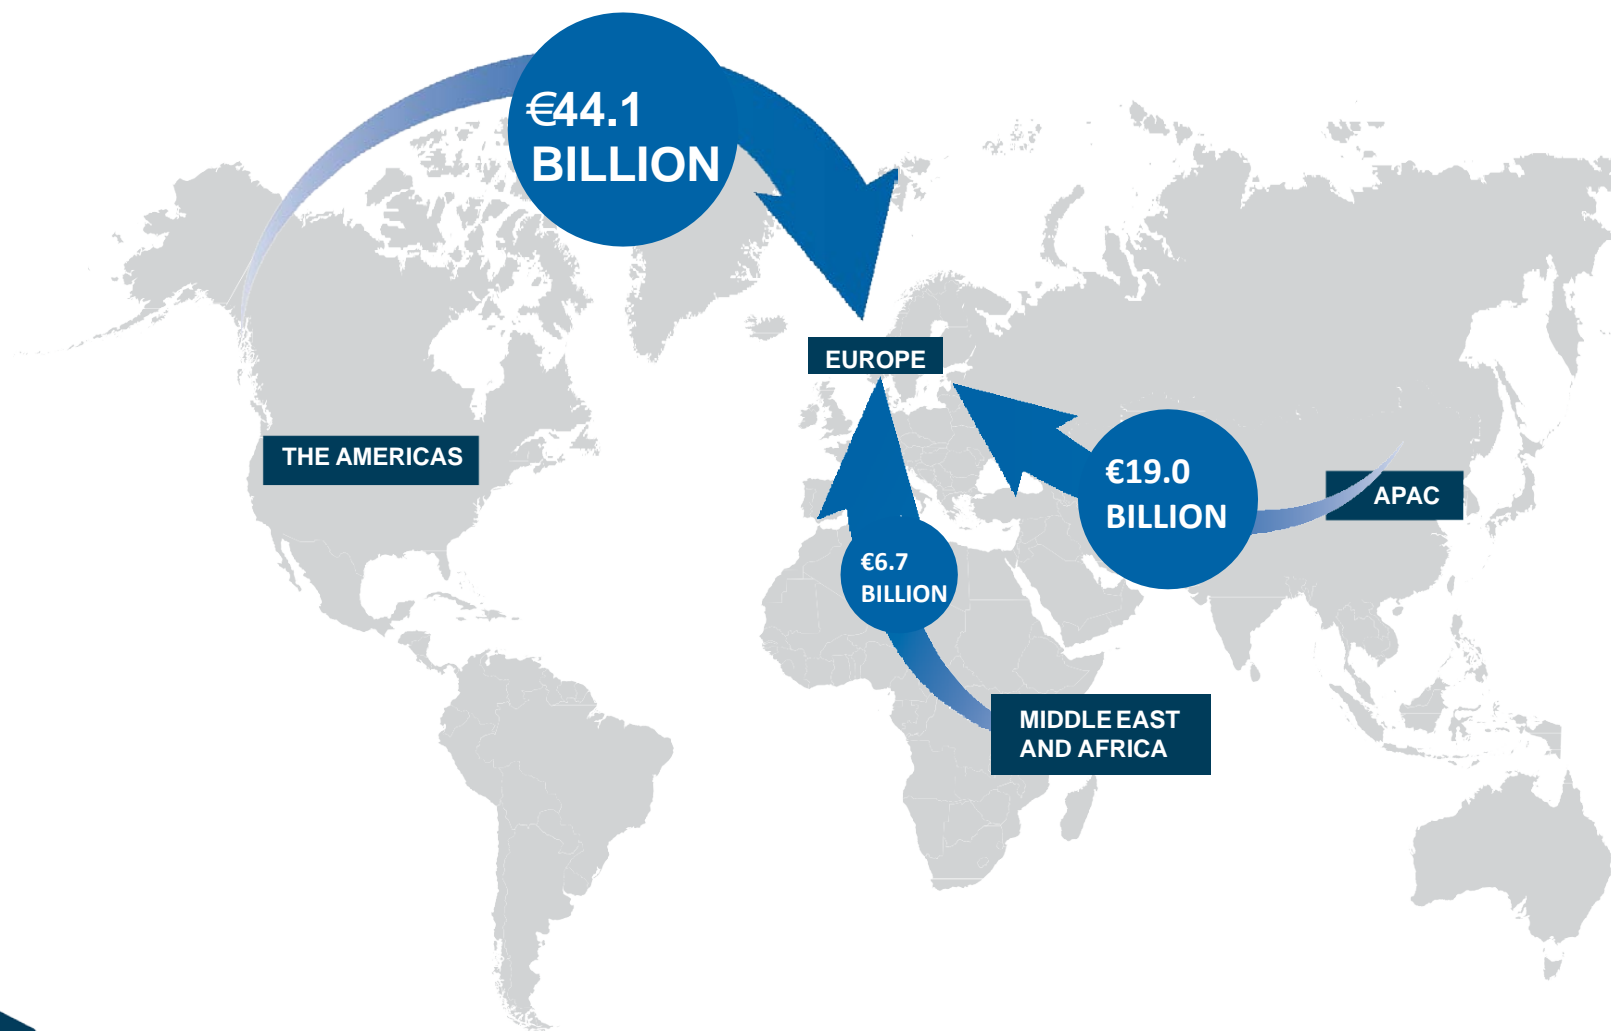 €44.1
BILLION
EUROPE
THE AMERICAS
€19.0
BILLION
APAC
€6.7
BILLION
MIDDLE EAST
AND AFRICA